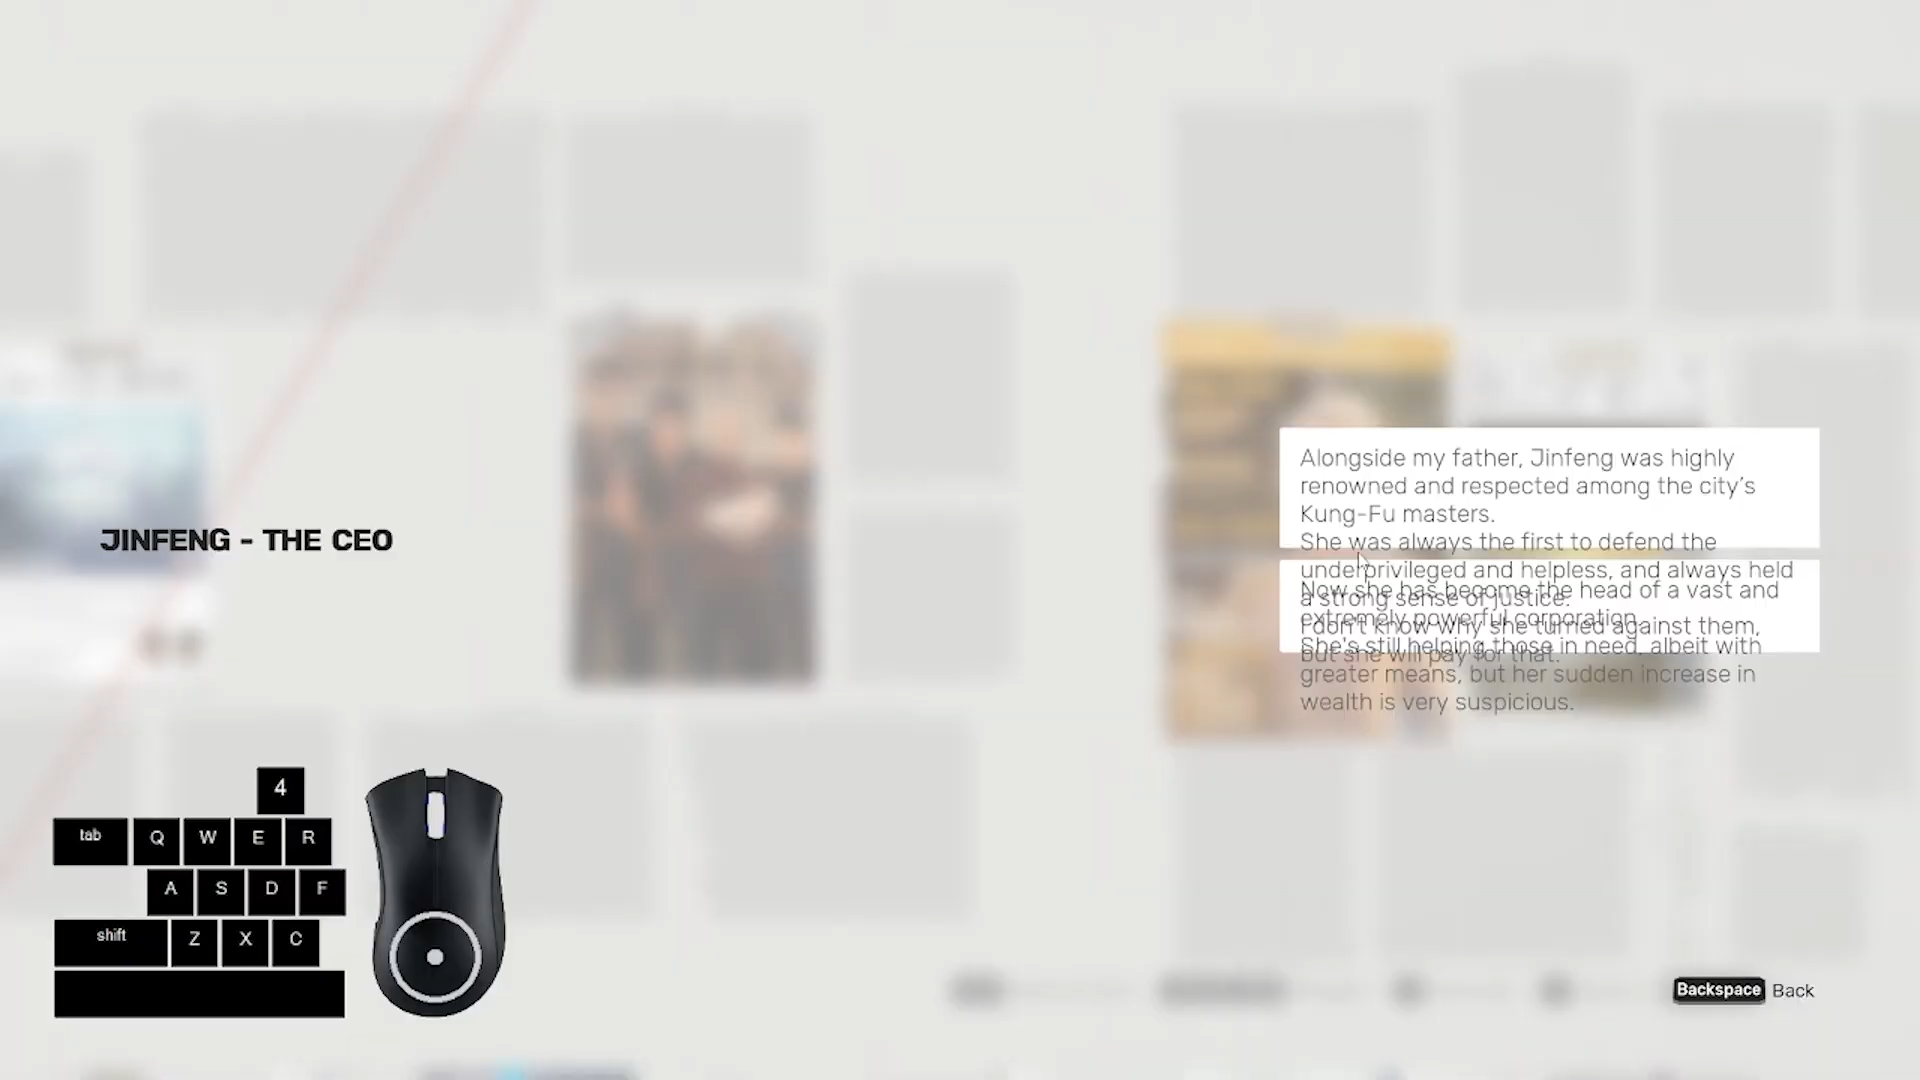 Alongside my father, Jinfeng was highly
renowned and respected among the city’s
Kung-Fu masters.
She was always the first to defend the
underprivileged and helpless, and always held
a strong sense of justice.
I don't know why she turned against them,
but she will pay for that.
Now she has become the head of a vast and
extremely powerful corporation.
She's still helping those in need, albeit with
greater means, but her sudden increase in
wealth is very suspicious.
JINFENG - THE CEO
4
tab Q W E R
A S D F
shift Z X C
Backspace Back